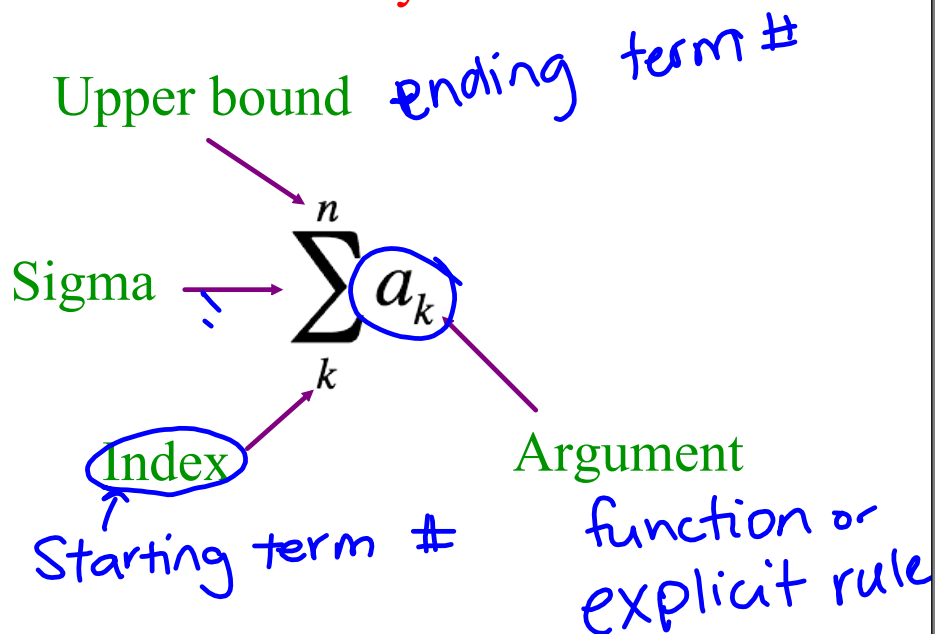 Upper bound ending term #
n
Sigma
∑ a_k
k
Index
Argument
Starting term #
function or
explicit rule